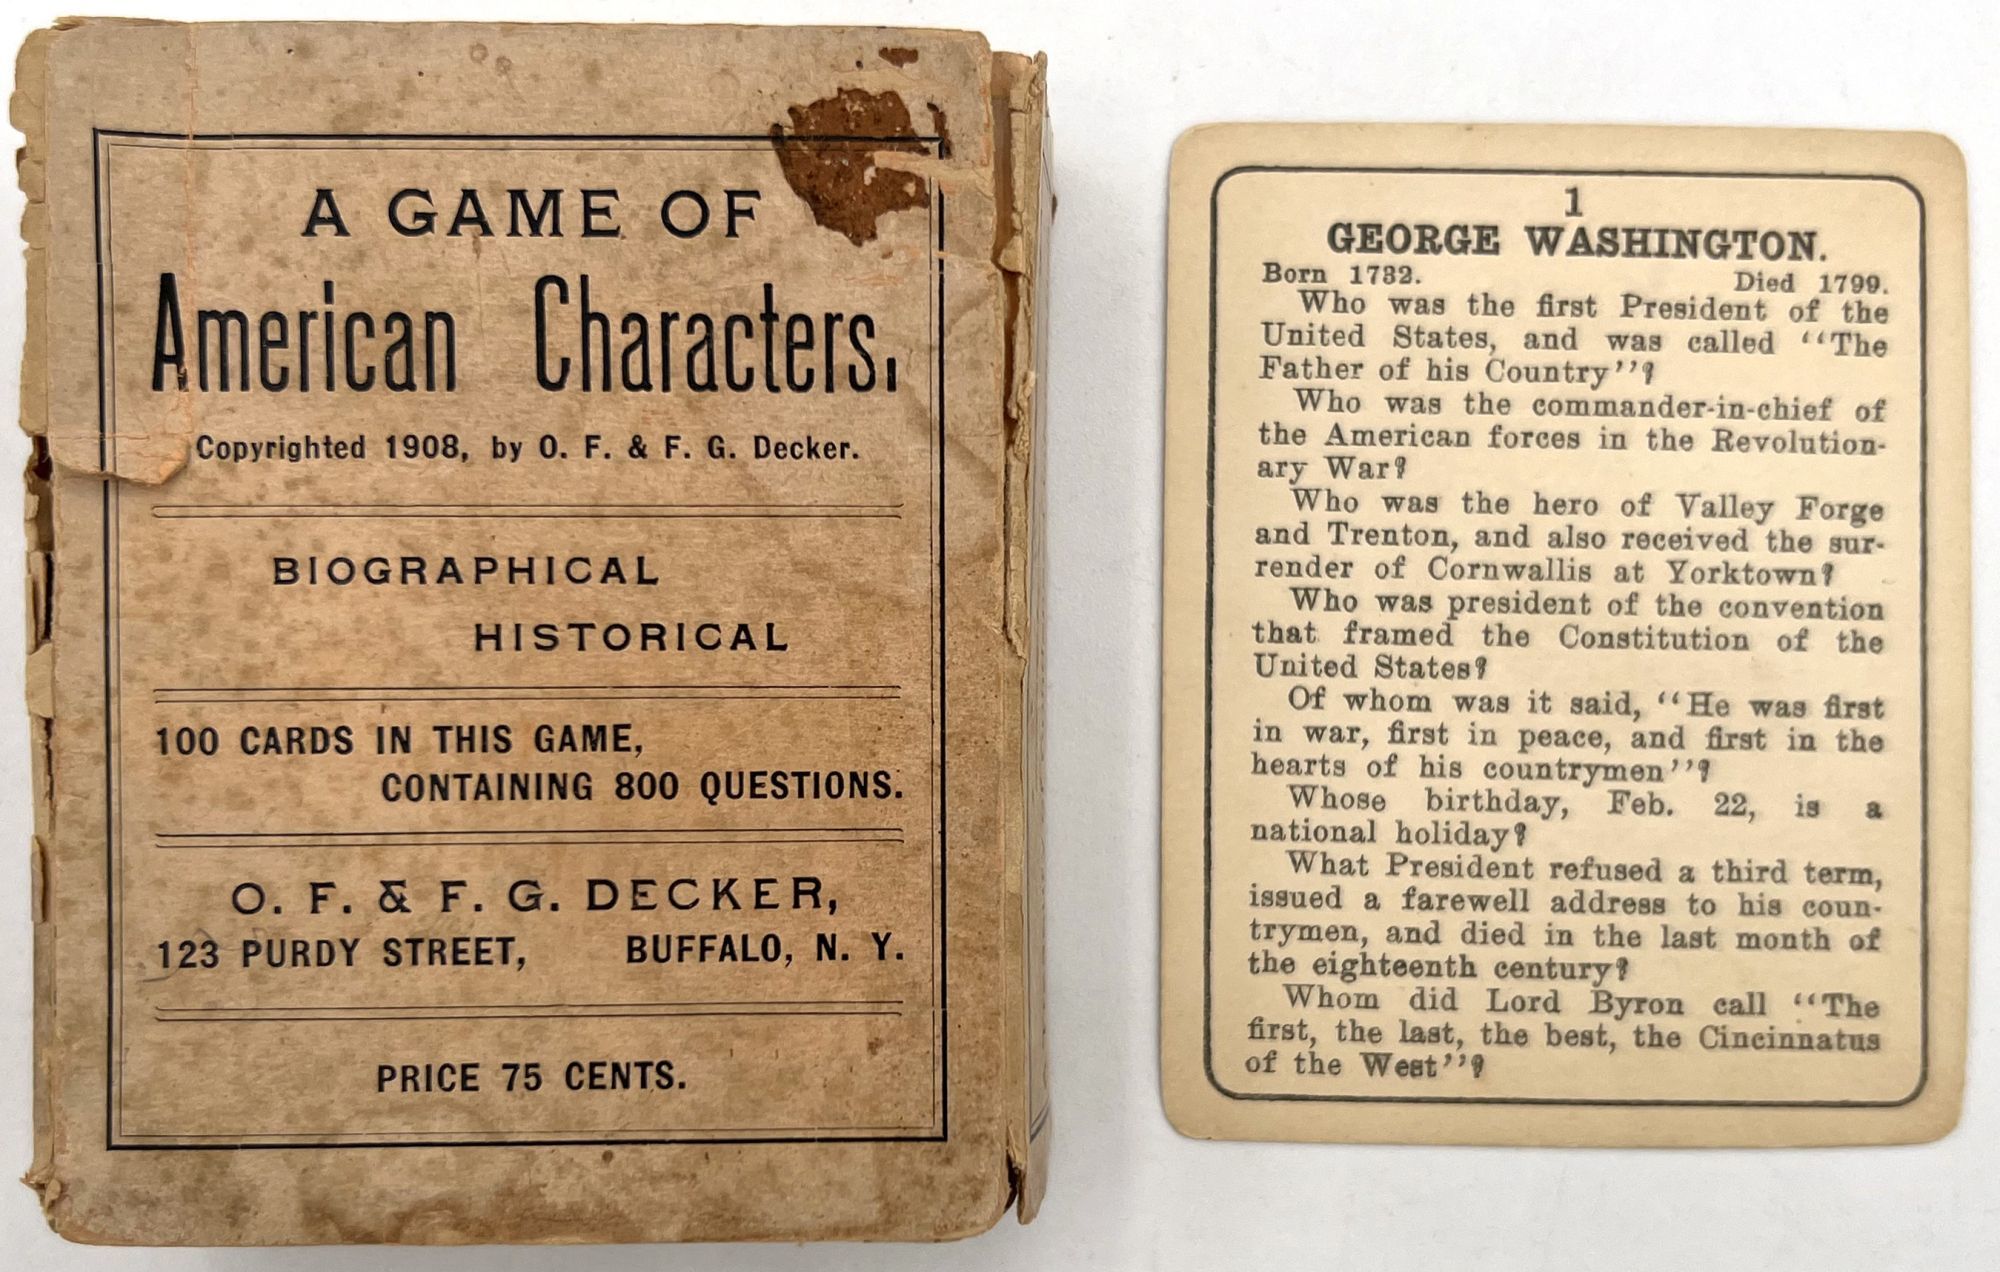 A GAME OF
American Characters.
Copyrighted 1908, by O. F. & F. G. Decker.
BIOGRAPHICAL
HISTORICAL
100 CARDS IN THIS GAME,
CONTAINING 800 QUESTIONS.
O. F. & F. G. DECKER,
123 PURDY STREET, BUFFALO, N. Y.
PRICE 75 CENTS.
1
GEORGE WASHINGTON.
Born 1732. Died 1799.
Who was the first President of the
United States, and was called "The
Father of his Country"?
Who was the commander-in-chief of
the American forces in the Revolution-
ary War?
Who was the hero of Valley Forge
and Trenton, and also received the sur-
render of Cornwallis at Yorktown?
Who was president of the convention
that framed the Constitution of the
United States?
Of whom was it said, "He was first
in war, first in peace, and first in the
hearts of his countrymen"?
Whose birthday, Feb. 22, is a
national holiday?
What President refused a third term,
issued a farewell address to his coun-
trymen, and died in the last month of
the eighteenth century?
Whom did Lord Byron call "The
first, the last, the best, the Cincinnatus
of the West"?